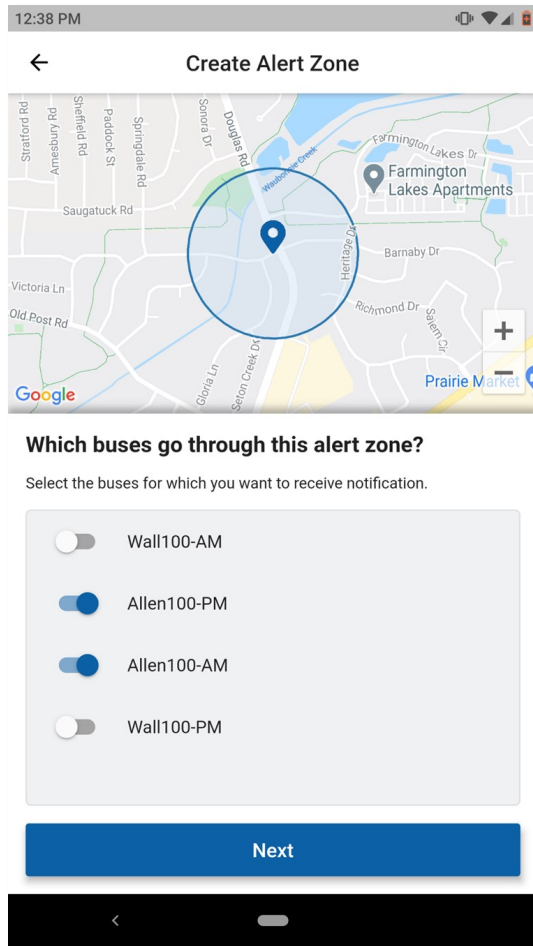 12:38 PM
Create Alert Zone
Stratford Rd
Amesbury Rd
Sheffield Rd
Paddock St
Springdale Rd
Sonora Dr
Douglas Rd
Waubonsie Creek
Farmington Lakes Dr
Farmington
Lakes Apartments
Saugatuck Rd
Heritage Dr
Barnaby Dr
Victoria Ln
Old Post Rd
Richmond Dr
Salem Cir
Gloria Ln
Seton Creek Dr
+
−
Prairie Market
Google
Which buses go through this alert zone?
Select the buses for which you want to receive notification.
Wall100-AM
Allen100-PM
Allen100-AM
Wall100-PM
Next